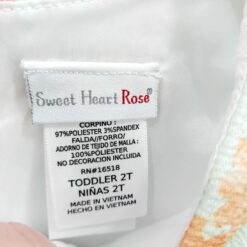 Sweet Heart Rose®
CORPIÑO :
97%POLIESTER 3%SPANDEX
FALDA//FORRO/
ADORNO DE TEJIDO DE MALLA :
100%POLIESTER
NO DECORACION INCLUIDA
RN#16518
TODDLER 2T
NIÑAS 2T
MADE IN VIETNAM
HECHO EN VIETNAM